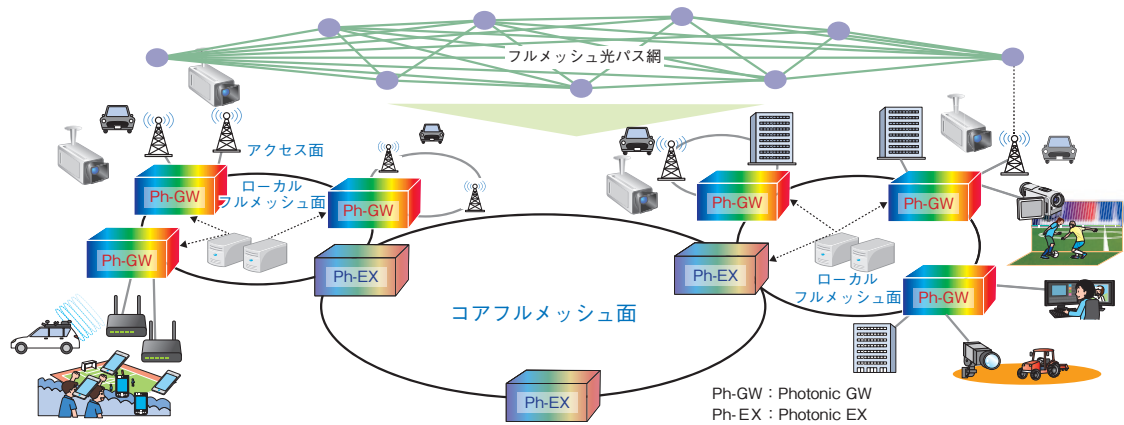 フルメッシュ光パス網
アクセス面
Ph-GW
ローカル
フルメッシュ面
Ph-GW
Ph-GW
Ph-EX
コアフルメッシュ面
Ph-EX
Ph-GW
Ph-GW
Ph-EX
ローカル
フルメッシュ面
Ph-GW
Ph-GW：Photonic GW
Ph-EX：Photonic EX